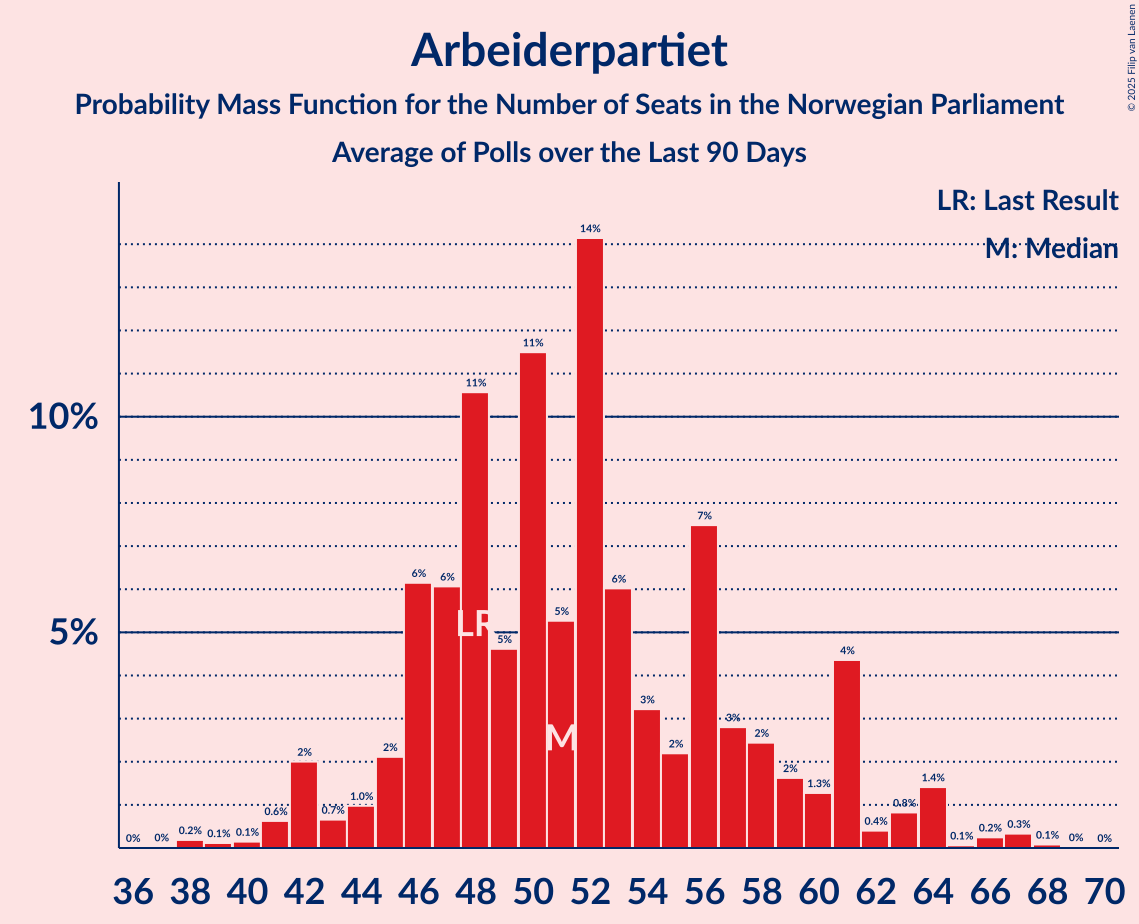 © 2025 Filip van Laenen
Arbeiderpartiet
Probability Mass Function for the Number of Seats in the Norwegian Parliament
Average of Polls over the Last 90 Days
LR: Last Result
M: Median
10%
5%
0% 0% 0.2% 0.1% 0.1% 0.6% 2% 0.7% 1.0% 2% 6% 6% 11% 5% 11% 5% 14% 6% 3% 2% 7% 3% 2% 2% 1.3% 4% 0.4% 0.8% 1.4% 0.1% 0.2% 0.3% 0.1% 0% 0%
LR
M
36 38 40 42 44 46 48 50 52 54 56 58 60 62 64 66 68 70